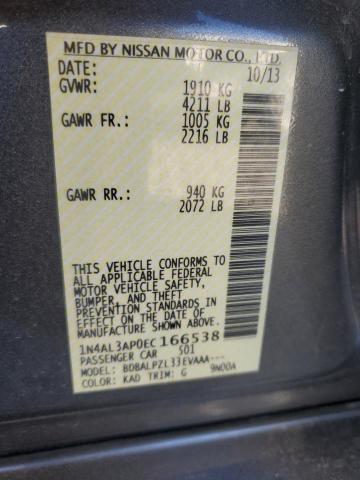 MFD BY NISSAN MOTOR CO., LTD.
DATE: 10/13
GVWR: 1910 KG
4211 LB
GAWR FR.: 1005 KG
2216 LB
GAWR RR.: 940 KG
2072 LB
THIS VEHICLE CONFORMS TO
ALL APPLICABLE FEDERAL
MOTOR VEHICLE SAFETY,
BUMPER, AND THEFT
PREVENTION STANDARDS IN
EFFECT ON THE DATE OF
MANUFACTURE SHOWN ABOVE.
1N4AL3AP0EC166538
PASSENGER CAR S01
MODEL: BDBALPZL33EVAAA---
COLOR: KAD TRIM: G 9N00A